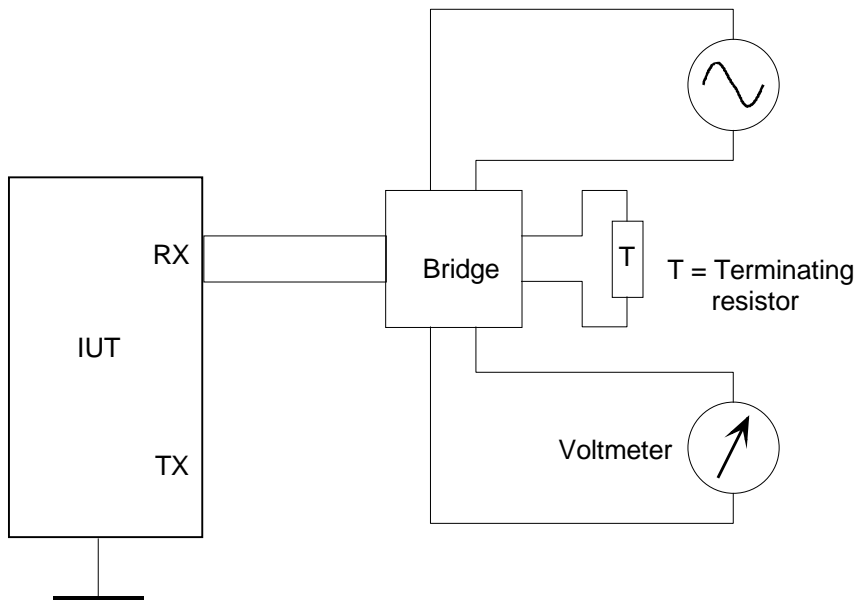 RX
Bridge
T
T = Terminating
resistor
IUT
Voltmeter
TX